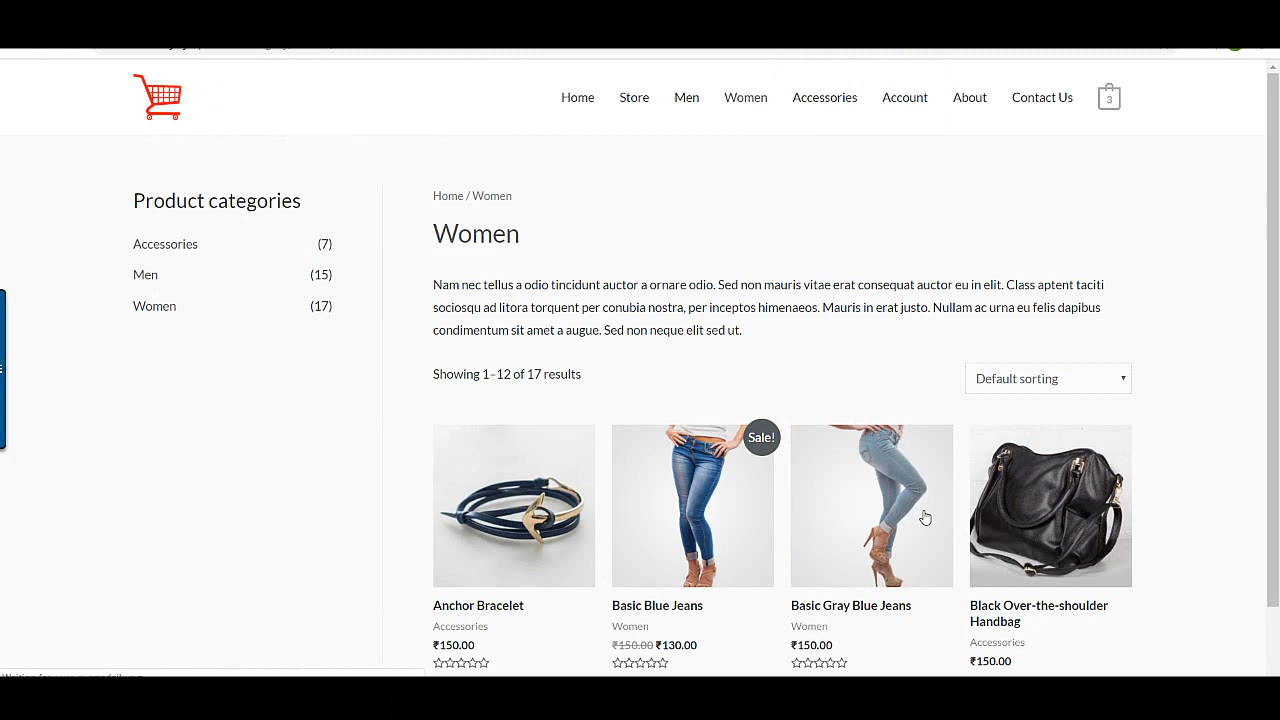 Home
Store
Men
Women
Accessories
Account
About
Contact Us
3
Product categories
Accessories (7)
Men (15)
Women (17)
Home / Women
Women
Nam nec tellus a odio tincidunt auctor a ornare odio. Sed non mauris vitae erat consequat auctor eu in elit. Class aptent taciti
sociosqu ad litora torquent per conubia nostra, per inceptos himenaeos. Mauris in erat justo. Nullam ac urna eu felis dapibus
condimentum sit amet a augue. Sed non neque elit sed ut.
Showing 1–12 of 17 results
Default sorting
Sale!
Anchor Bracelet
Accessories
₹150.00
Basic Blue Jeans
Women
₹150.00 ₹130.00
Basic Gray Blue Jeans
Women
₹150.00
Black Over-the-shoulder
Handbag
Accessories
₹150.00